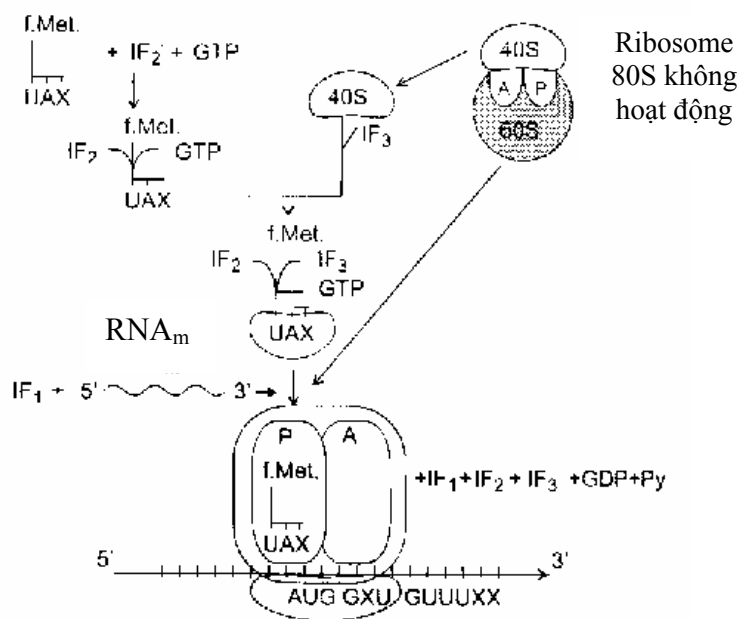 f.Met.
+ IF2 + GTP
UAX
f.Met.
IF2 GTP
UAX
40S
IF3
40S
A P
60S
Ribosome
80S không
hoạt động
f.Met.
IF2 IF3
GTP
UAX
RNAm
IF1 + 5' 3'
P A
f.Met.
UAX
+IF1+IF2+ IF3 +GDP+Py
5' 3'
AUG GXU GUUUXX